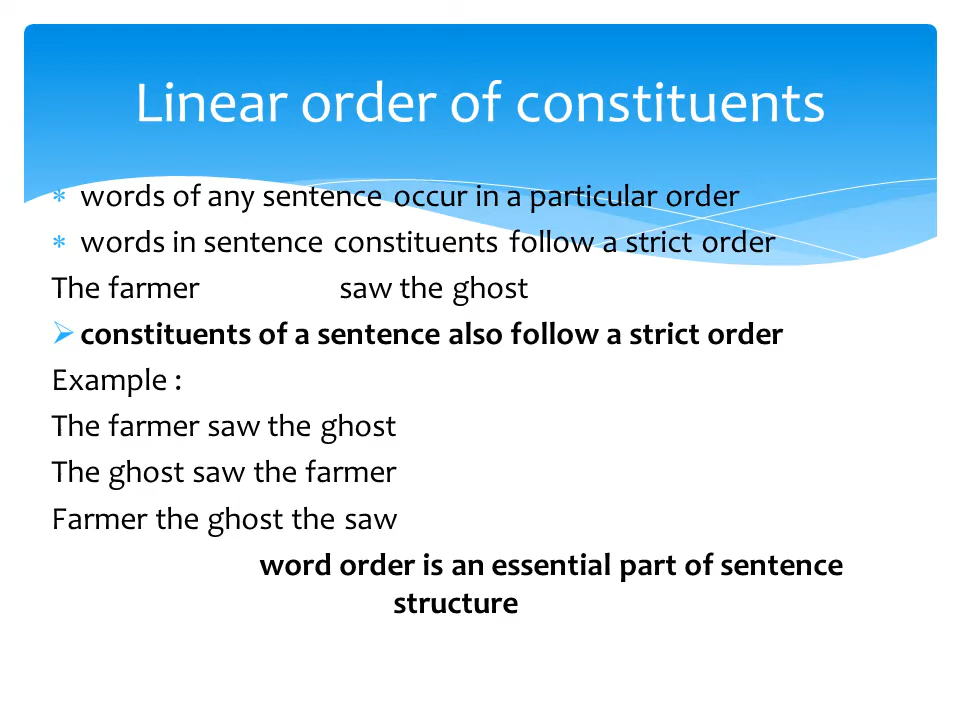 Linear order of constituents
* words of any sentence occur in a particular order
* words in sentence constituents follow a strict order
The farmer saw the ghost
➢ constituents of a sentence also follow a strict order
Example :
The farmer saw the ghost
The ghost saw the farmer
Farmer the ghost the saw
word order is an essential part of sentence
structure